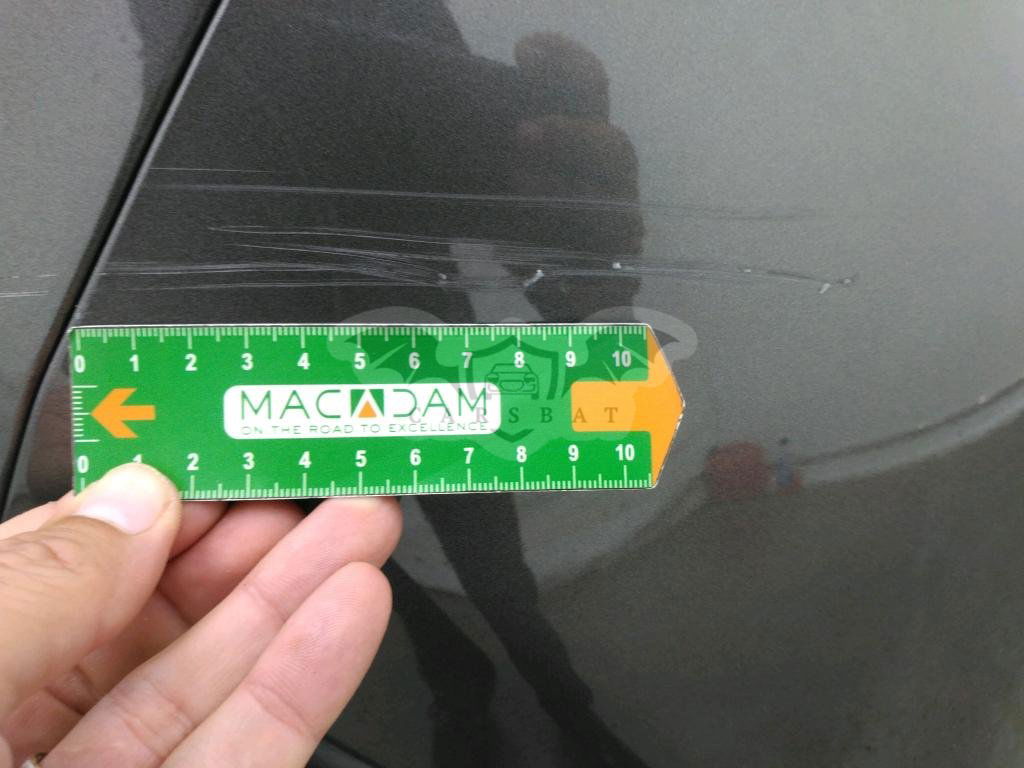 0 1 2 3 4 5 6 7 8 9 10
MACADAM
ON THE ROAD TO EXCELLENCE
CARSBAT
0 1 2 3 4 5 6 7 8 9 10